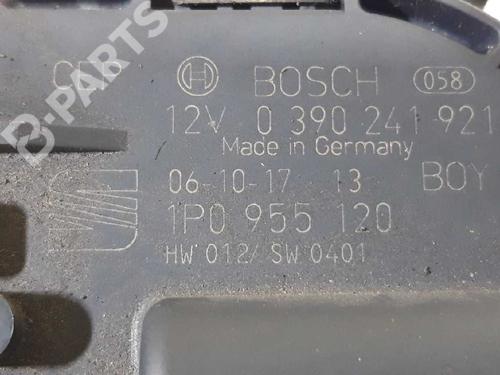 B-PARTS
BOSCH 058
12V 0 390 241 921
Made in Germany
06-10-17 13 BOY
1P0 955 120
HW 012/ SW 0401